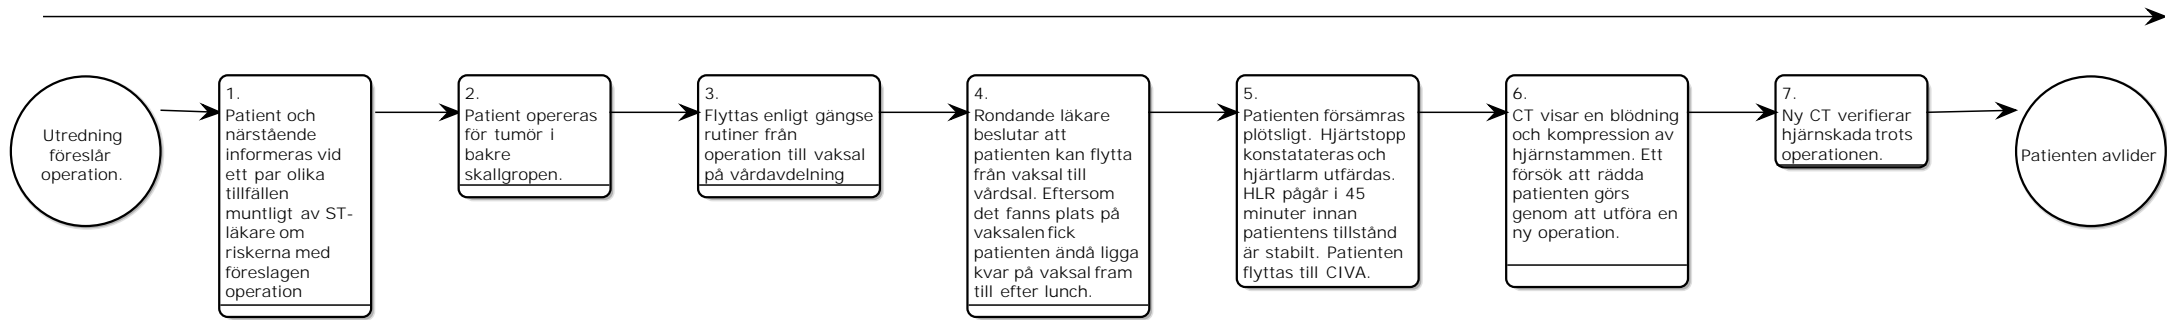 Utredning
föreslår
operation.
1.
Patient och
närstående
informeras vid
ett par olika
tillfällen
muntligt av ST-
läkare om
riskerna med
föreslagen
operation
2.
Patient opereras
för tumör i
bakre
skallgropen.
3.
Flyttas enligt gängse
rutiner från
operation till vaksal
på vårdavdelning
4.
Rondande läkare
beslutar att
patienten kan flytta
från vaksal till
vårdsal. Eftersom
det fanns plats på
vaksalen fick
patienten ändå ligga
kvar på vaksal fram
till efter lunch.
5.
Patienten försämras
plötsligt. Hjärtstopp
konstatateras och
hjärtlarm utfärdas.
HLR pågår i 45
minuter innan
patientens tillstånd
är stabilt. Patienten
flyttas till CIVA.
6.
CT visar en blödning
och kompression av
hjärnstammen. Ett
försök att rädda
patienten görs
genom att utföra en
ny operation.
7.
Ny CT verifierar
hjärnskada trots
operationen.
Patienten avlider